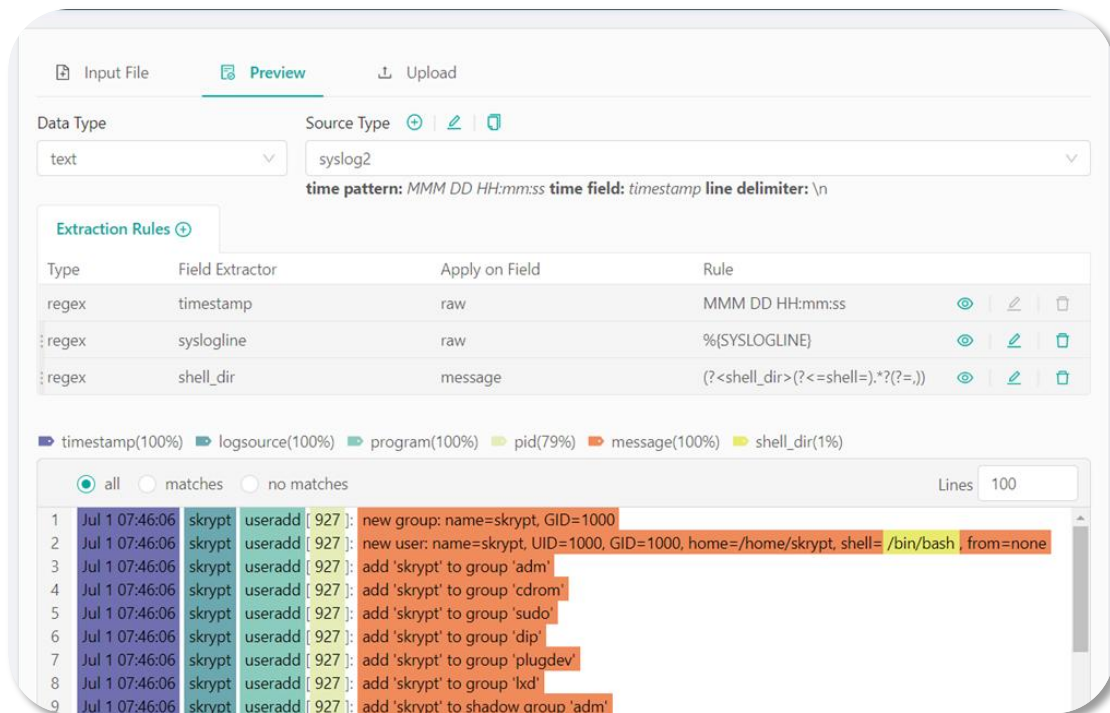 Input File Preview Upload
Data Type Source Type
text syslog2
time pattern: MMM DD HH:mm:ss time field: timestamp line delimiter: \n
Extraction Rules
Type Field Extractor Apply on Field Rule
regex timestamp raw MMM DD HH:mm:ss
regex syslogline raw %{SYSLOGLINE}
regex shell_dir message (?<shell_dir>(?<=shell=).*?(?=,))
timestamp(100%) logsource(100%) program(100%) pid(79%) message(100%) shell_dir(1%)
all matches no matches Lines 100
1 Jul 1 07:46:06 skrypt useradd [ 927 ]: new group: name=skrypt, GID=1000
2 Jul 1 07:46:06 skrypt useradd [ 927 ]: new user: name=skrypt, UID=1000, GID=1000, home=/home/skrypt, shell= /bin/bash , from=none
3 Jul 1 07:46:06 skrypt useradd [ 927 ]: add 'skrypt' to group 'adm'
4 Jul 1 07:46:06 skrypt useradd [ 927 ]: add 'skrypt' to group 'cdrom'
5 Jul 1 07:46:06 skrypt useradd [ 927 ]: add 'skrypt' to group 'sudo'
6 Jul 1 07:46:06 skrypt useradd [ 927 ]: add 'skrypt' to group 'dip'
7 Jul 1 07:46:06 skrypt useradd [ 927 ]: add 'skrypt' to group 'plugdev'
8 Jul 1 07:46:06 skrypt useradd [ 927 ]: add 'skrypt' to group 'lxd'
9 Jul 1 07:46:06 skrypt useradd [ 927 ]: add 'skrypt' to shadow group 'adm'